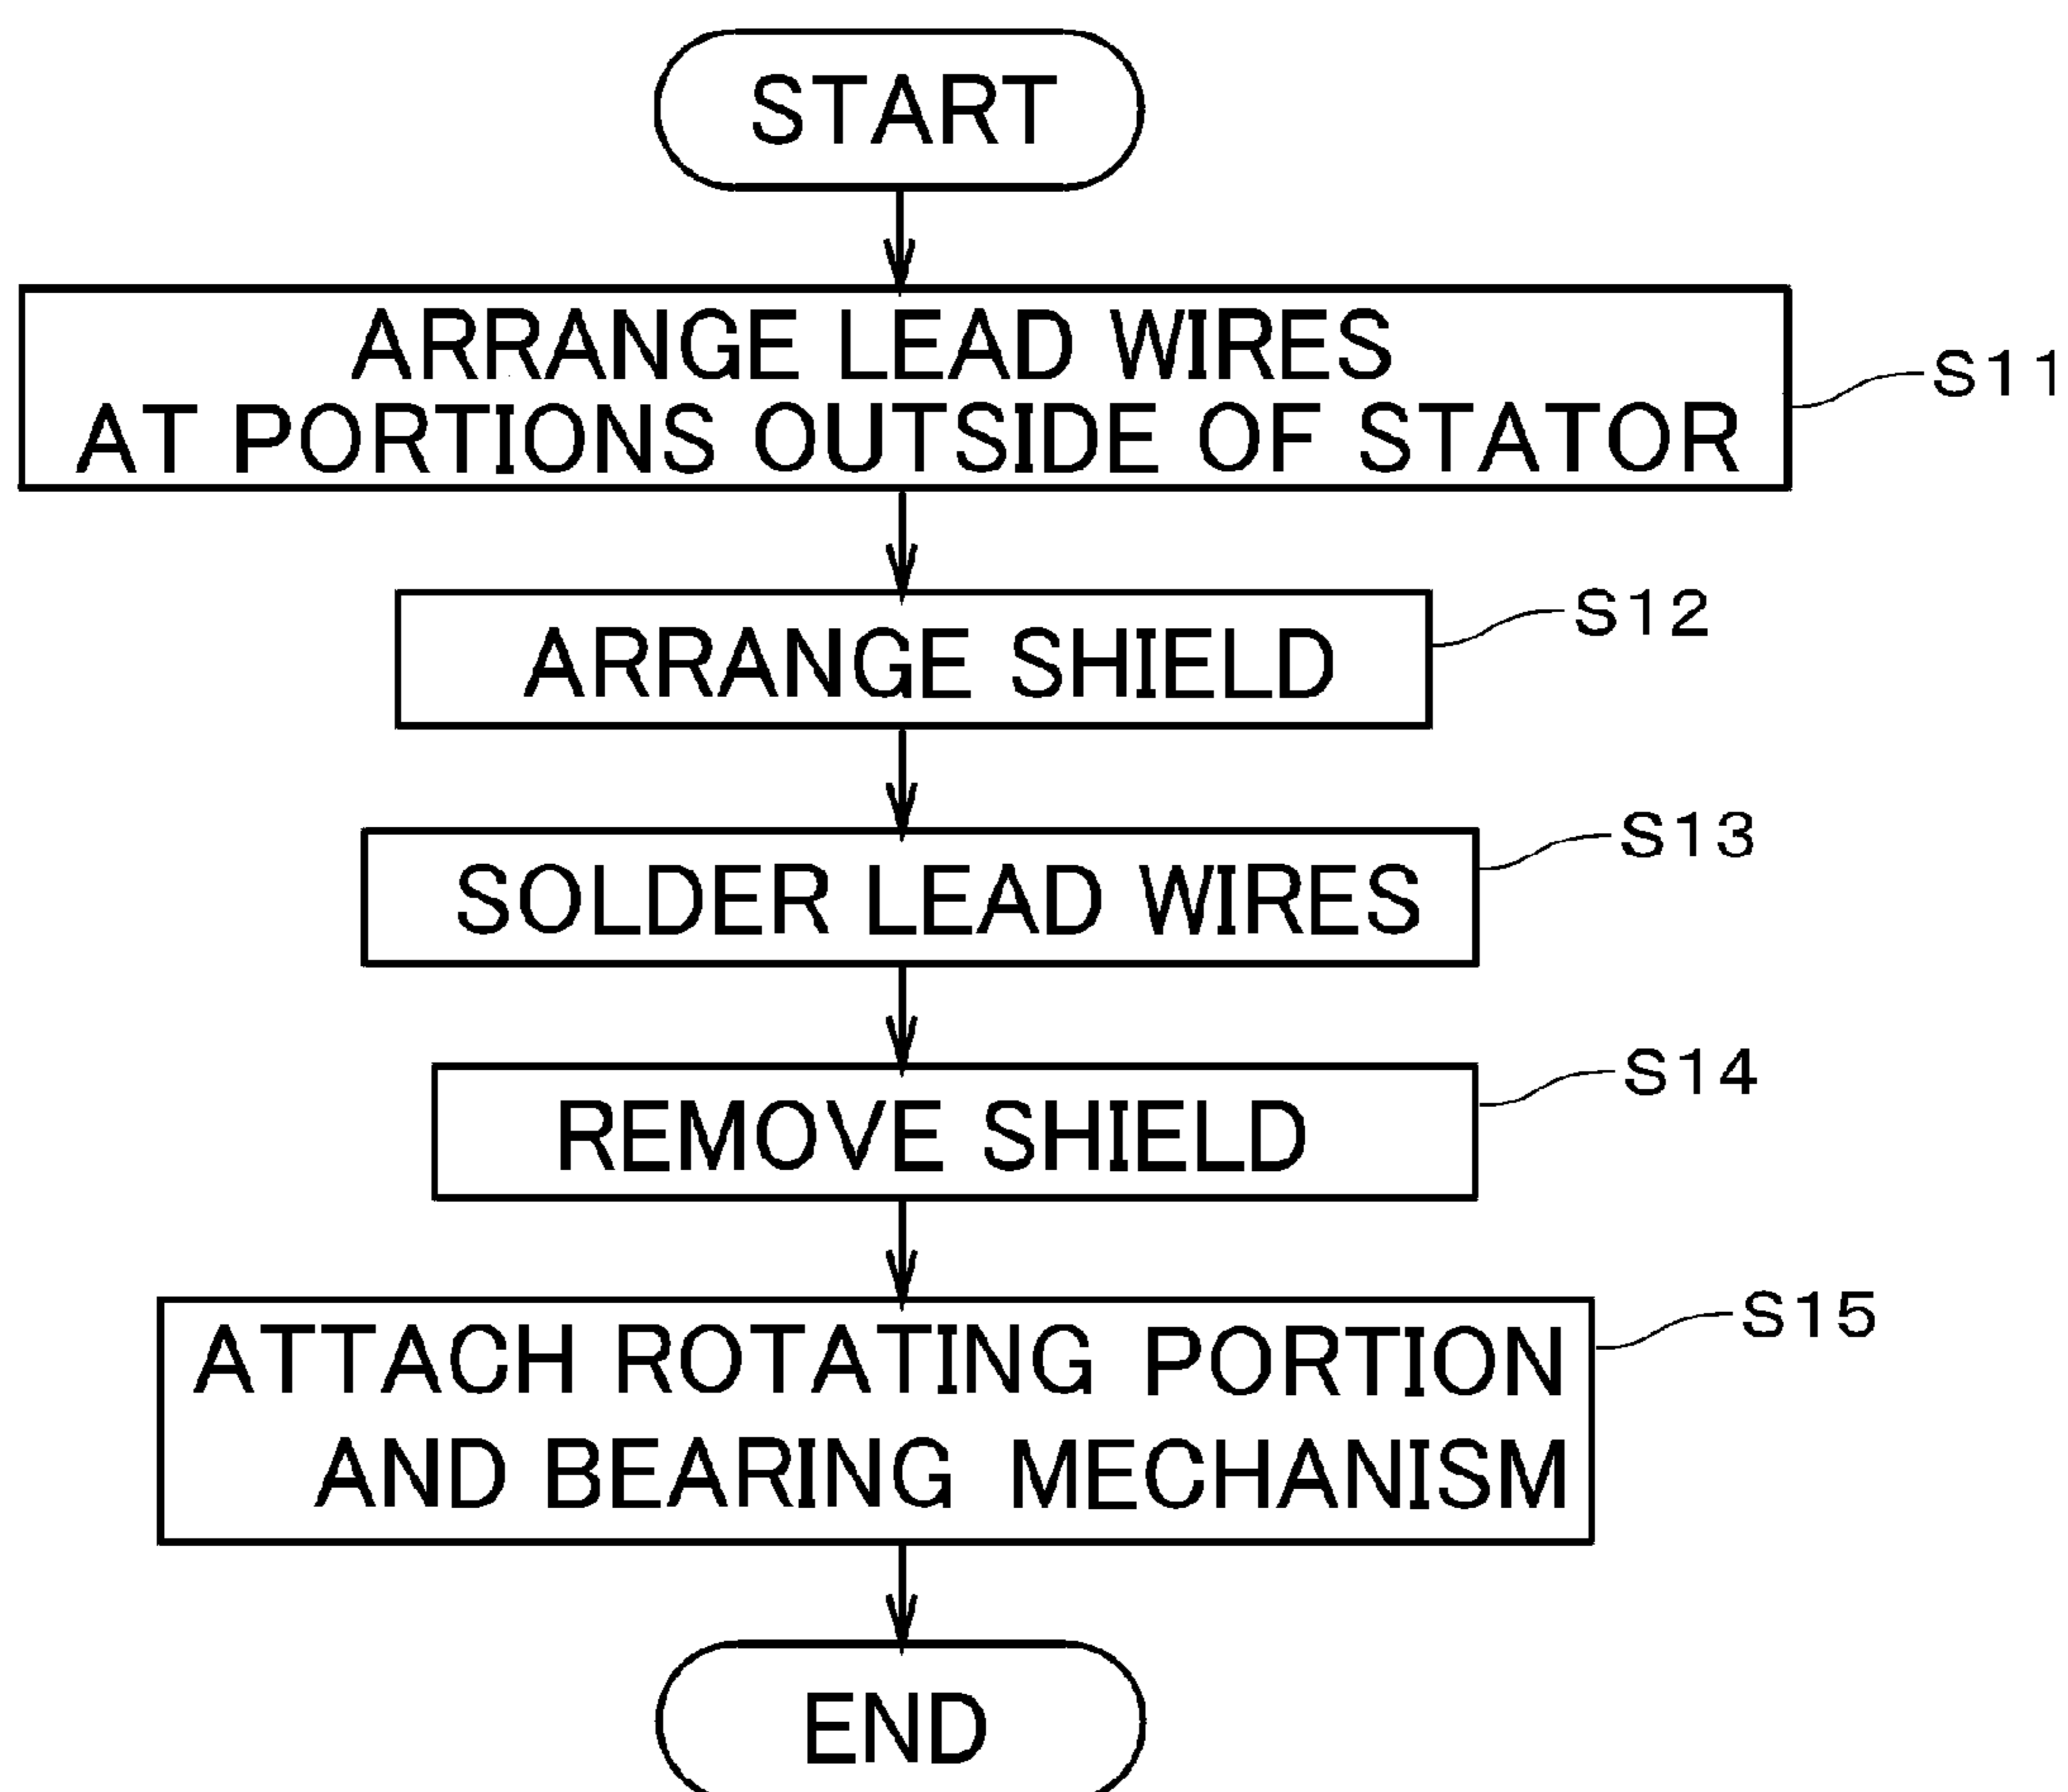 START
ARRANGE LEAD WIRES
AT PORTIONS OUTSIDE OF STATOR
S11
ARRANGE SHIELD
S12
SOLDER LEAD WIRES
S13
REMOVE SHIELD
S14
ATTACH ROTATING PORTION
AND BEARING MECHANISM
S15
END